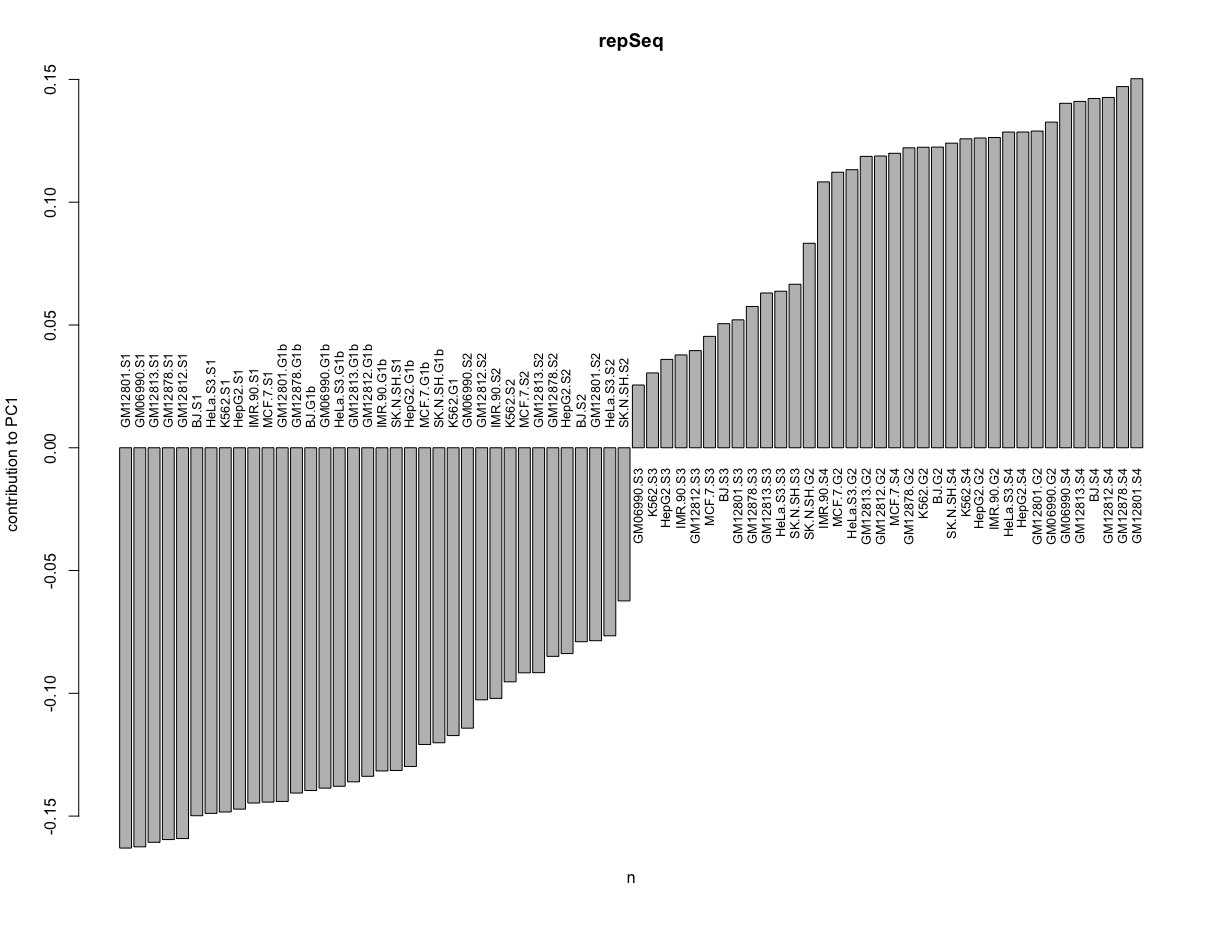 repSeq
contribution to PC1
0.15
0.10
0.05
0.00
-0.05
-0.10
-0.15
GM12801.S1
GM06990.S1
GM12813.S1
GM12878.S1
GM12812.S1
BJ.S1
HeLa.S3.S1
K562.S1
HepG2.S1
IMR.90.S1
MCF.7.S1
GM12801.G1b
GM12878.G1b
BJ.G1b
GM06990.G1b
HeLa.S3.G1b
GM12813.G1b
GM12812.G1b
IMR.90.G1b
SK.N.SH.S1
HepG2.G1b
MCF.7.G1b
SK.N.SH.G1b
K562.G1
GM06990.S2
GM12812.S2
IMR.90.S2
K562.S2
MCF.7.S2
GM12813.S2
GM12878.S2
HepG2.S2
BJ.S2
GM12801.S2
HeLa.S3.S2
SK.N.SH.S2
GM06990.S3
K562.S3
HepG2.S3
IMR.90.S3
GM12812.S3
MCF.7.S3
BJ.S3
GM12801.S3
GM12878.S3
GM12813.S3
HeLa.S3.S3
SK.N.SH.S3
SK.N.SH.G2
IMR.90.S4
MCF.7.G2
HeLa.S3.G2
GM12813.G2
GM12812.G2
MCF.7.S4
GM12878.G2
K562.G2
BJ.G2
SK.N.SH.S4
K562.S4
HepG2.G2
IMR.90.G2
HeLa.S3.S4
HepG2.S4
GM12801.G2
GM06990.G2
GM06990.S4
GM12813.S4
BJ.S4
GM12812.S4
GM12878.S4
GM12801.S4
n